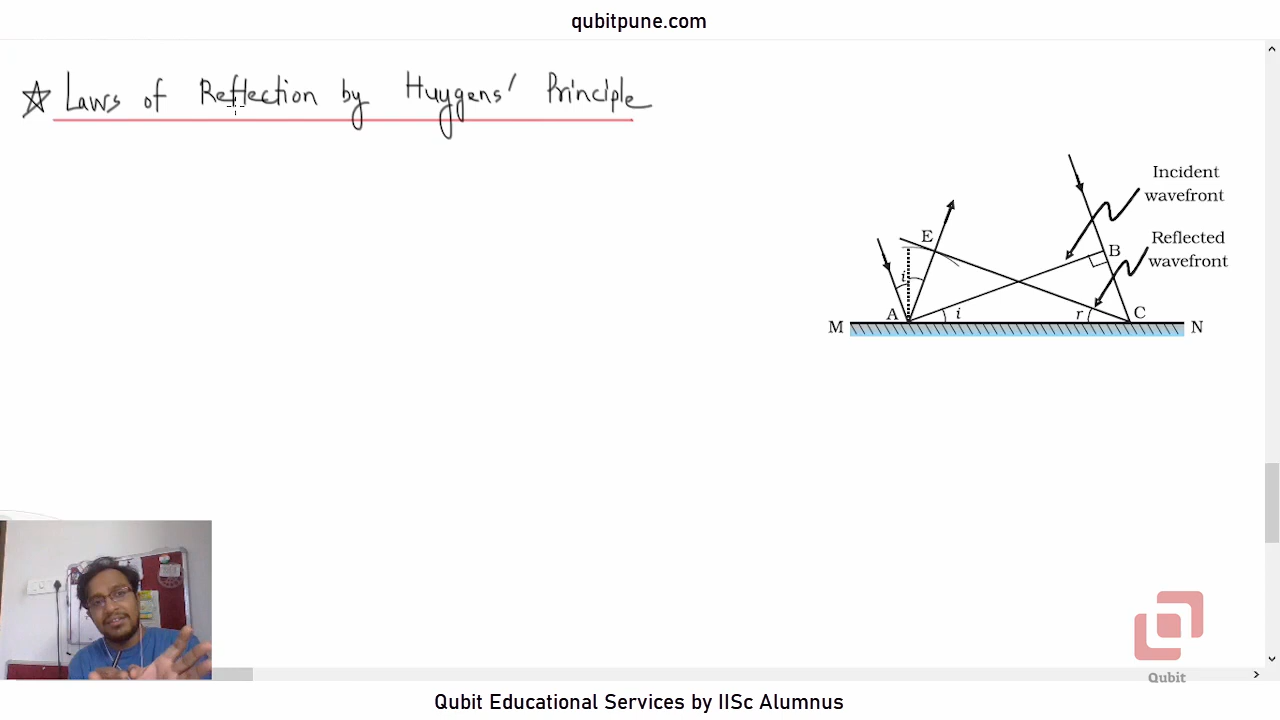 qubitpune.com
☆ Laws of Reflection by Huygens' Principle
Incident
wavefront
Reflected
wavefront
E
B
i
A
i
r
C
M
N
Qubit
Qubit Educational Services by IISc Alumnus